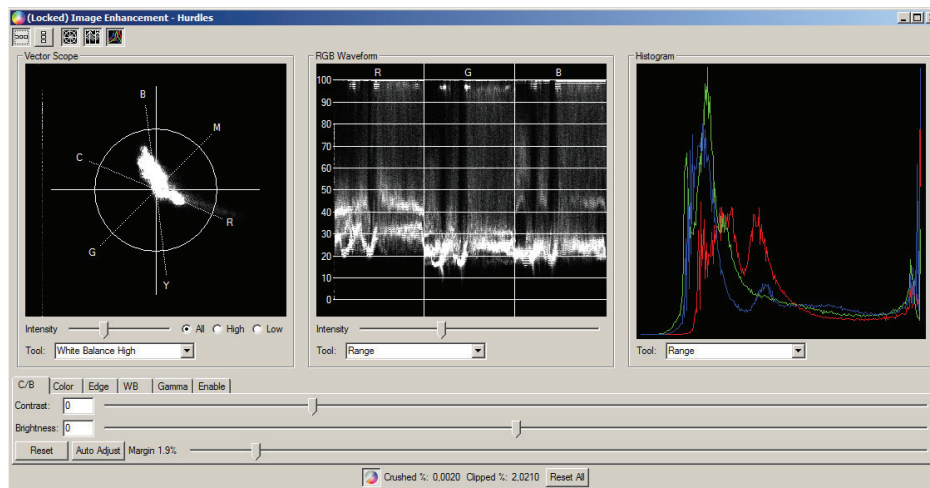 (Locked) Image Enhancement - Hurdles
Vector Scope
B
M
C
R
G
Y
Intensity All High Low
Tool: White Balance High
RGB Waveform
R G B
100
90
80
70
60
50
40
30
20
10
0
Intensity
Tool: Range
Histogram
Tool: Range
C/B Color Edge WB Gamma Enable
Contrast: 0
Brightness: 0
Reset Auto Adjust Margin 1.9%
Crushed %: 0,0020 Clipped %: 2,0210 Reset All